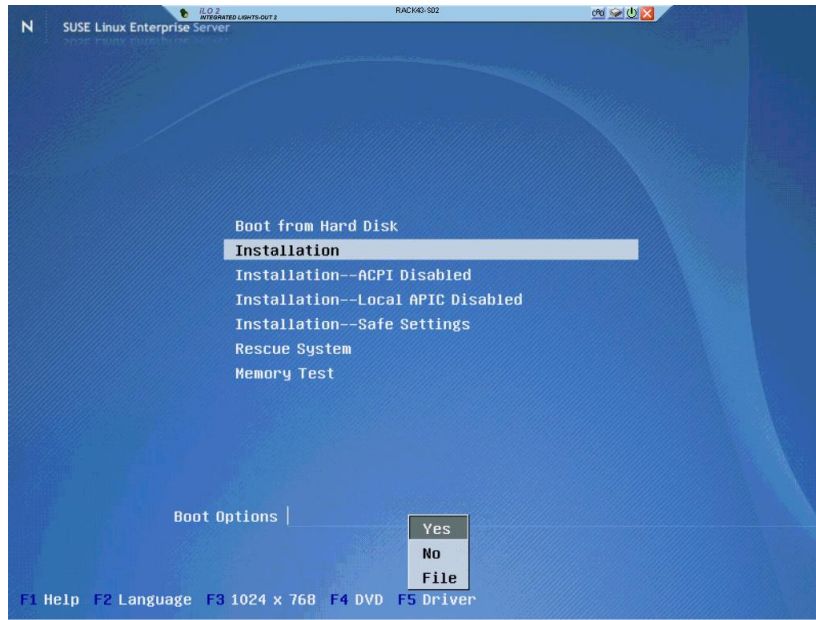 iLO 2
INTEGRATED LIGHTS-OUT 2
RACK43-S02
N SUSE Linux Enterprise Server
Boot from Hard Disk
Installation
Installation--ACPI Disabled
Installation--Local APIC Disabled
Installation--Safe Settings
Rescue System
Memory Test
Boot Options
Yes
No
File
F1 Help F2 Language F3 1024 x 768 F4 DVD F5 Driver